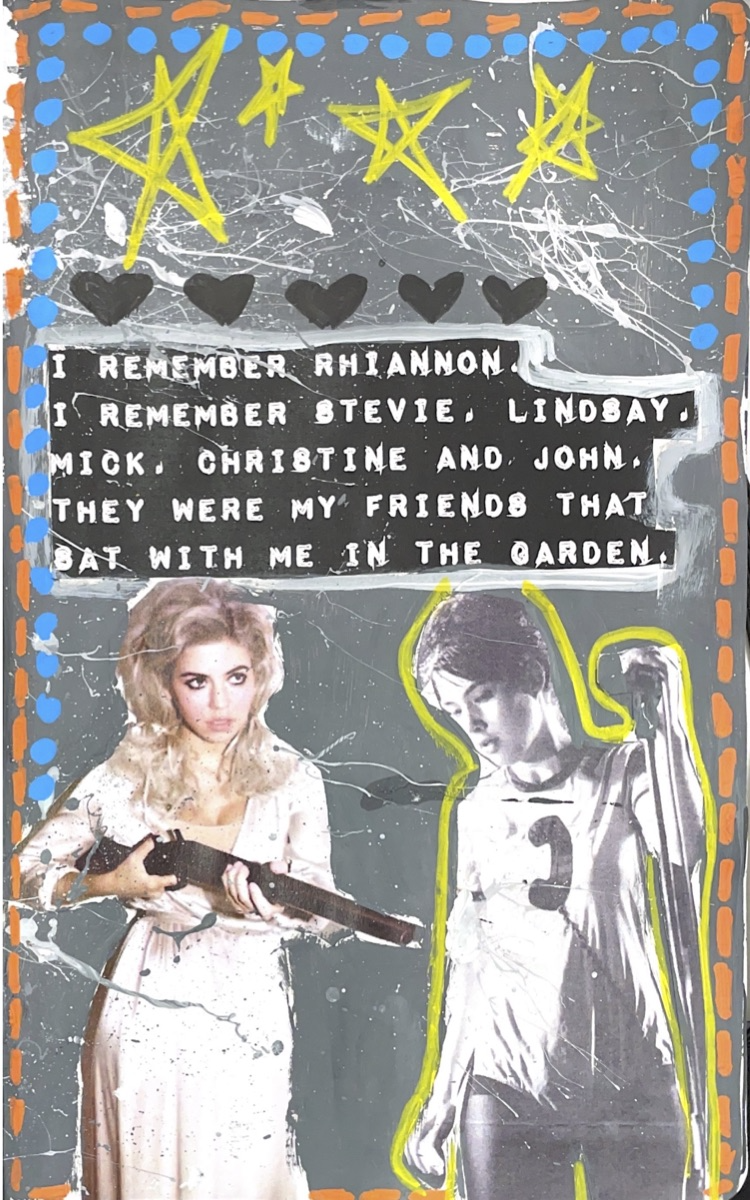 I REMEMBER RHIANNON.
I REMEMBER STEVIE, LINDSAY,
MICK, CHRISTINE AND JOHN.
THEY WERE MY FRIENDS THAT
SAT WITH ME IN THE GARDEN.